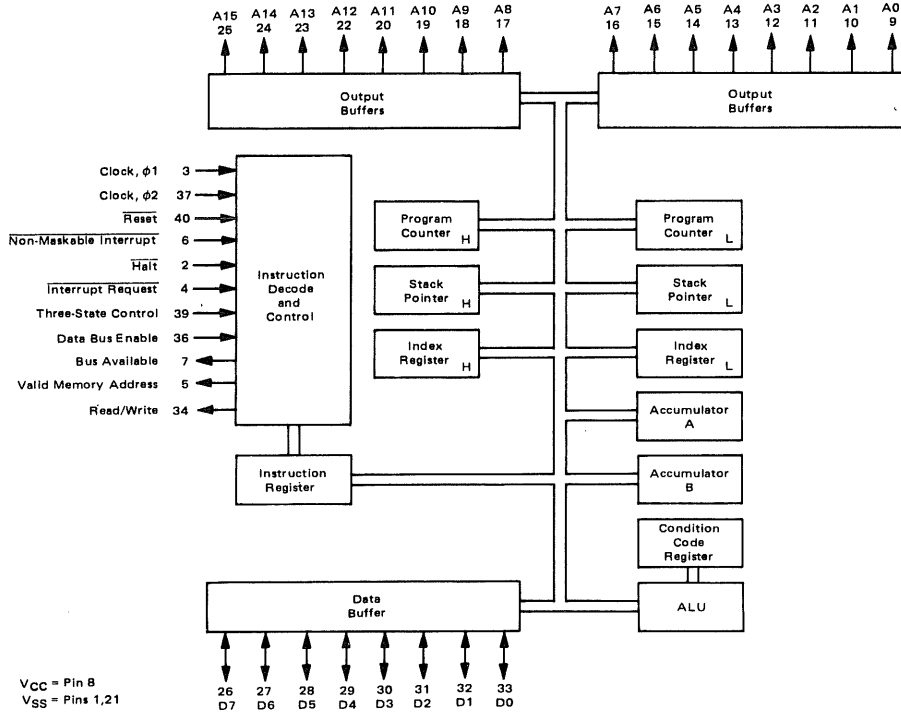 A15 A14 A13 A12 A11 A10 A9 A8 A7 A6 A5 A4 A3 A2 A1 A0
25 24 23 22 20 19 18 17 16 15 14 13 12 11 10 9
Output
Buffers
Output
Buffers
Clock, ϕ1 3
Clock, ϕ2 37
Reset 40
Non-Maskable Interrupt 6
Halt 2
Interrupt Request 4
Three-State Control 39
Data Bus Enable 36
Bus Available 7
Valid Memory Address 5
Read/Write 34
Instruction
Decode
and
Control
Program
Counter H
Program
Counter L
Stack
Pointer H
Stack
Pointer L
Index
Register H
Index
Register L
Accumulator
A
Instruction
Register
Accumulator
B
Condition
Code
Register
Data
Buffer
ALU
26 27 28 29 30 31 32 33
D7 D6 D5 D4 D3 D2 D1 D0
VCC = Pin 8
VSS = Pins 1,21